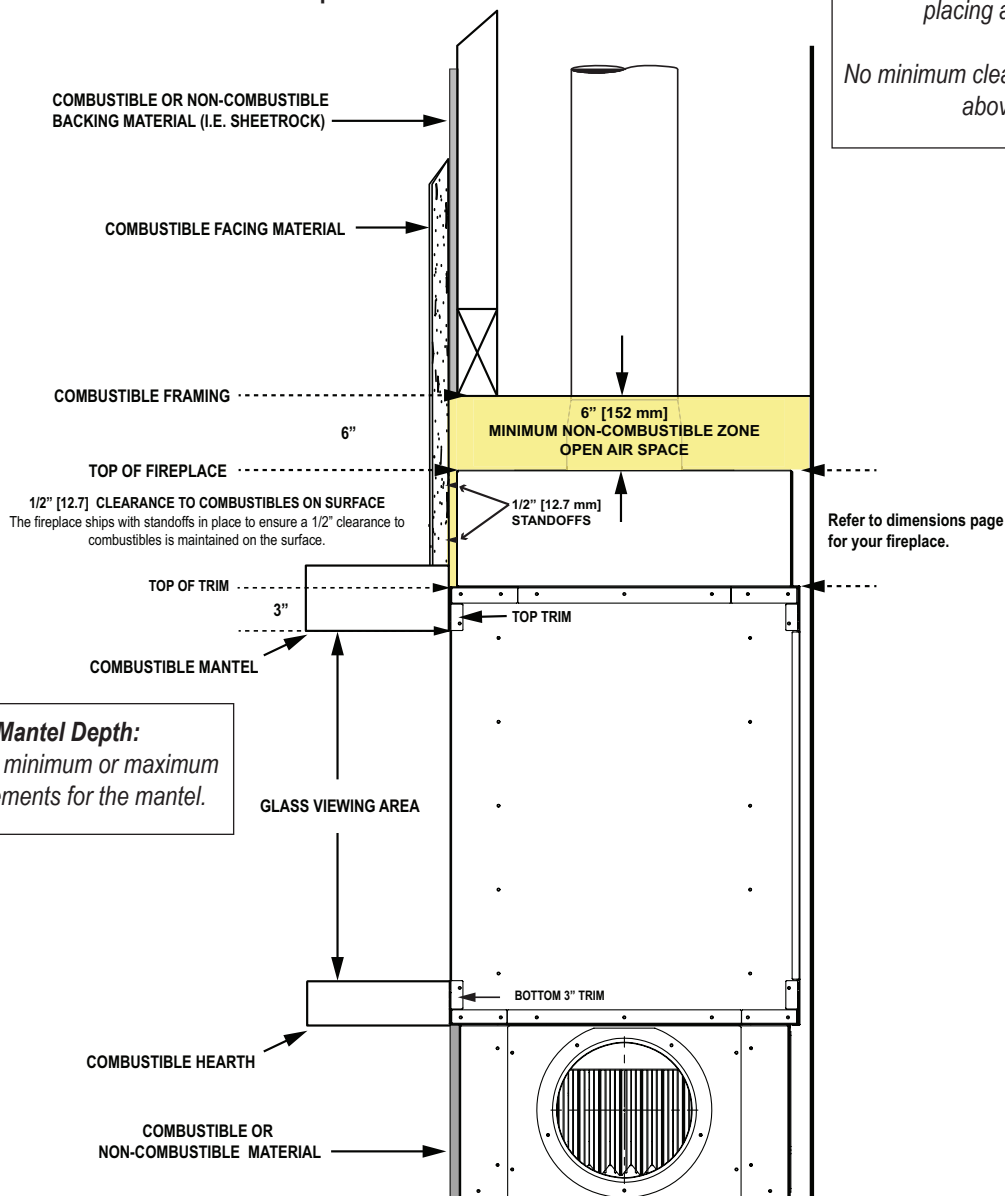 placing a
No minimum clea
abov
COMBUSTIBLE OR NON-COMBUSTIBLE
BACKING MATERIAL (I.E. SHEETROCK)
COMBUSTIBLE FACING MATERIAL
COMBUSTIBLE FRAMING
6”
6” [152 mm]
MINIMUM NON-COMBUSTIBLE ZONE
OPEN AIR SPACE
TOP OF FIREPLACE
1/2” [12.7] CLEARANCE TO COMBUSTIBLES ON SURFACE
The fireplace ships with standoffs in place to ensure a 1/2” clearance to
combustibles is maintained on the surface.
1/2” [12.7 mm]
STANDOFFS
Refer to dimensions page
for your fireplace.
TOP OF TRIM
3”
TOP TRIM
COMBUSTIBLE MANTEL
Mantel Depth:
minimum or maximum
ements for the mantel.
GLASS VIEWING AREA
BOTTOM 3” TRIM
COMBUSTIBLE HEARTH
COMBUSTIBLE OR
NON-COMBUSTIBLE MATERIAL